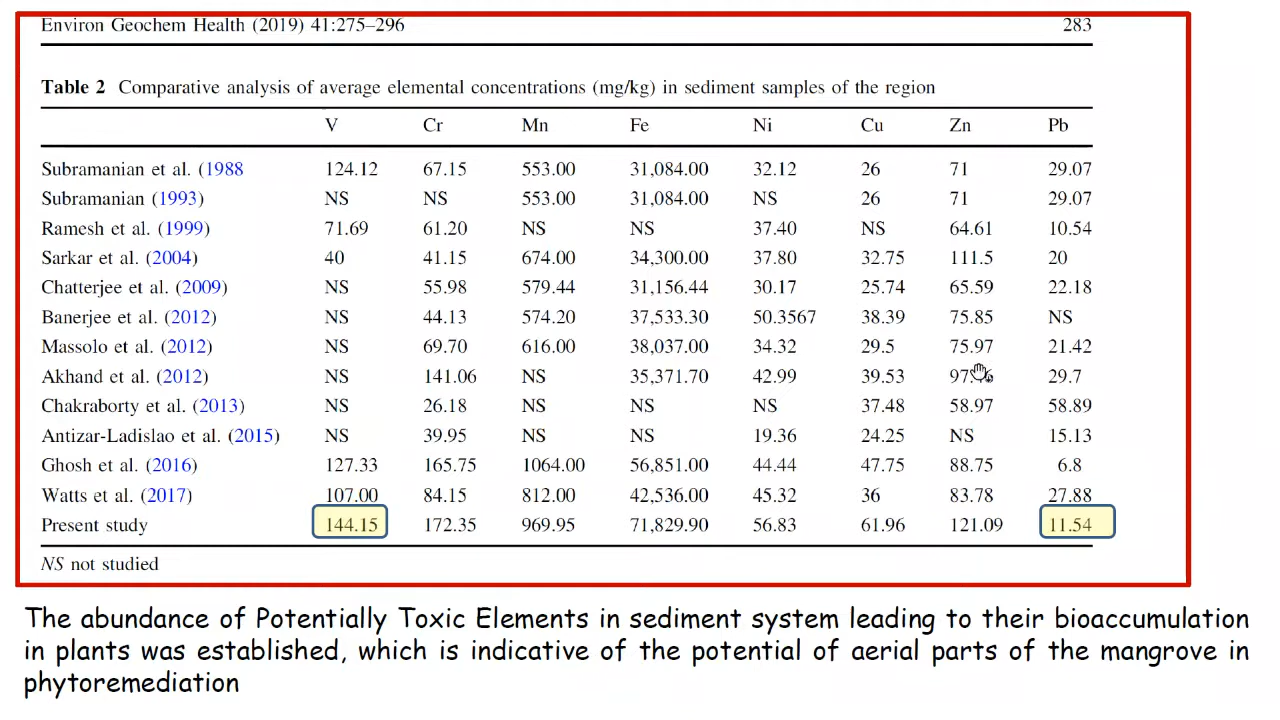 Environ Geochem Health (2019) 41:275–296 283
Table 2 Comparative analysis of average elemental concentrations (mg/kg) in sediment samples of the region
V Cr Mn Fe Ni Cu Zn Pb
Subramanian et al. (1988 124.12 67.15 553.00 31,084.00 32.12 26 71 29.07
Subramanian (1993) NS NS 553.00 31,084.00 NS 26 71 29.07
Ramesh et al. (1999) 71.69 61.20 NS NS 37.40 NS 64.61 10.54
Sarkar et al. (2004) 40 41.15 674.00 34,300.00 37.80 32.75 111.5 20
Chatterjee et al. (2009) NS 55.98 579.44 31,156.44 30.17 25.74 65.59 22.18
Banerjee et al. (2012) NS 44.13 574.20 37,533.30 50.3567 38.39 75.85 NS
Massolo et al. (2012) NS 69.70 616.00 38,037.00 34.32 29.5 75.97 21.42
Akhand et al. (2012) NS 141.06 NS 35,371.70 42.99 39.53 29.7
Chakraborty et al. (2013) NS 26.18 NS NS NS 37.48 58.97 58.89
Antizar-Ladislao et al. (2015) NS 39.95 NS NS 19.36 24.25 NS 15.13
Ghosh et al. (2016) 127.33 165.75 1064.00 56,851.00 44.44 47.75 88.75 6.8
Watts et al. (2017) 107.00 84.15 812.00 42,536.00 45.32 36 83.78 27.88
Present study 144.15 172.35 969.95 71,829.90 56.83 61.96 121.09 11.54
NS not studied
The abundance of Potentially Toxic Elements in sediment system leading to their bioaccumulation
in plants was established, which is indicative of the potential of aerial parts of the mangrove in
phytoremediation